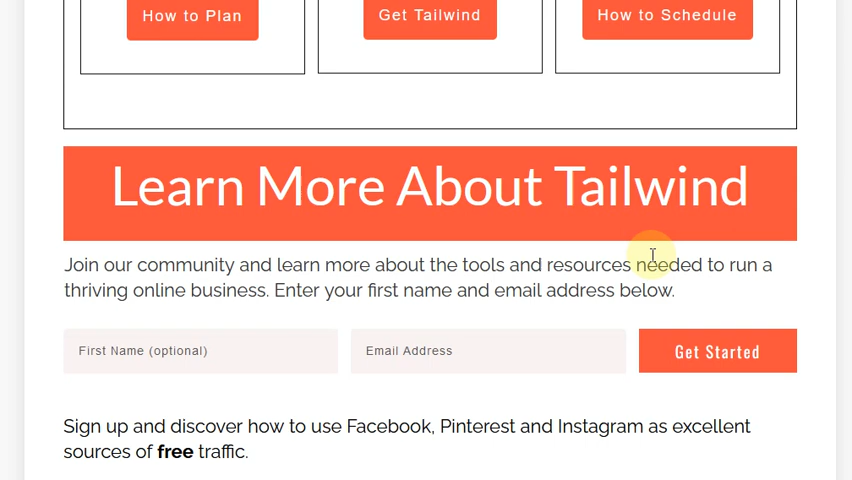 How to Plan
Get Tailwind
How to Schedule
Learn More About Tailwind
Join our community and learn more about the tools and resources needed to run a
thriving online business. Enter your first name and email address below.
First Name (optional)
Email Address
Get Started
Sign up and discover how to use Facebook, Pinterest and Instagram as excellent
sources of free traffic.